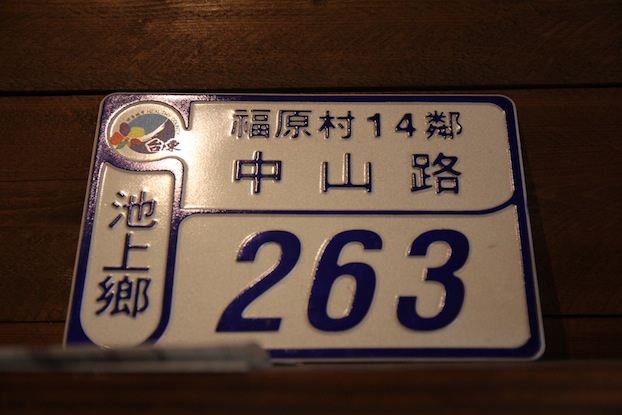 台東
福原村14鄰
中山路
池上鄉
263